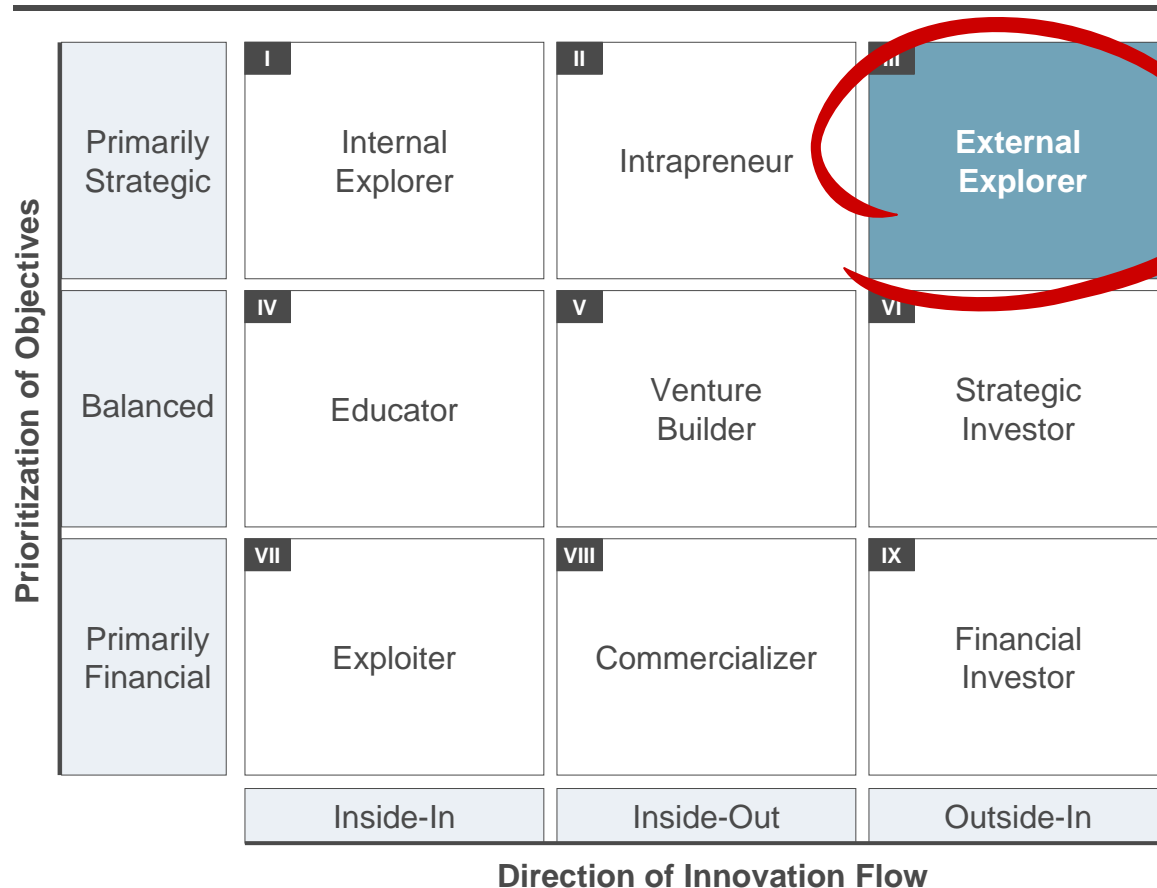 Prioritization of Objectives
Primarily
Strategic
I
Internal
Explorer
II
Intrapreneur
III
External
Explorer
Balanced
IV
Educator
V
Venture
Builder
VI
Strategic
Investor
Primarily
Financial
VII
Exploiter
VIII
Commercializer
IX
Financial
Investor
Inside-In
Inside-Out
Outside-In
Direction of Innovation Flow